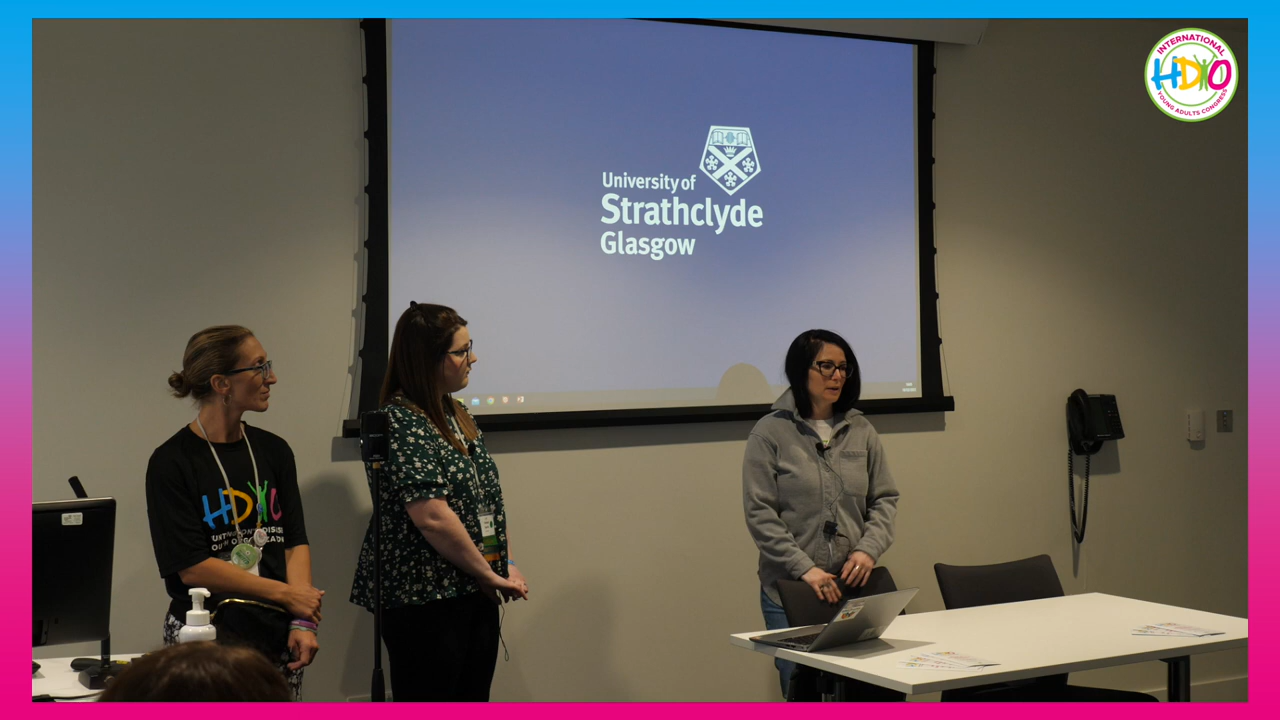 INTERNATIONAL
HDYO
YOUNG ADULTS CONGRESS
University of
Strathclyde
Glasgow
HDYO